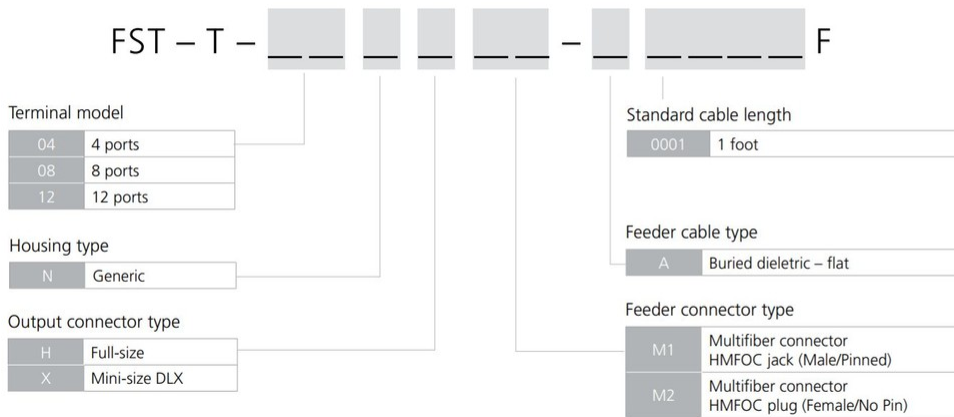 FST – T – __ __ __ __ __ __ – __ __ __ __ __ F
Terminal model
04 4 ports
08 8 ports
12 12 ports
Housing type
N Generic
Output connector type
H Full-size
X Mini-size DLX
Standard cable length
0001 1 foot
Feeder cable type
A Buried dieletric – flat
Feeder connector type
M1 Multifiber connector
HMFOC jack (Male/Pinned)
M2 Multifiber connector
HMFOC plug (Female/No Pin)